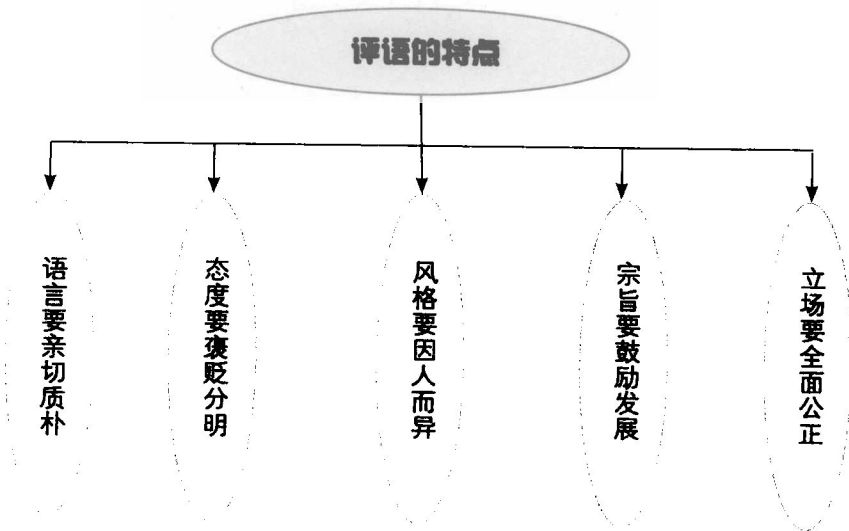 评语的特点
语言要亲切质朴
态度要褒贬分明
风格要因人而异
宗旨要鼓励发展
立场要全面公正